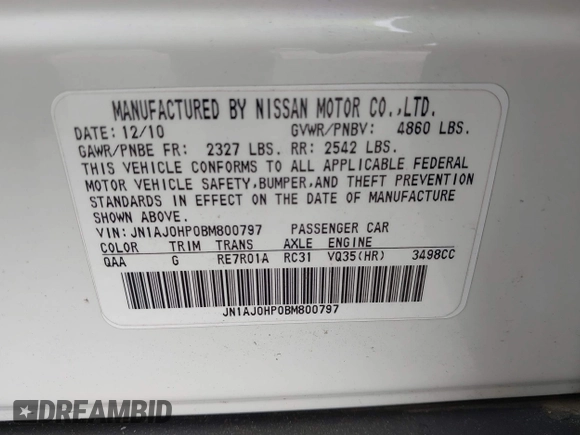 MANUFACTURED BY NISSAN MOTOR CO.,LTD.
DATE: 12/10 GVWR/PNBV: 4860 LBS.
GAWR/PNBE FR: 2327 LBS. RR: 2542 LBS.
THIS VEHICLE CONFORMS TO ALL APPLICABLE FEDERAL
MOTOR VEHICLE SAFETY,BUMPER,AND THEFT PREVENTION
STANDARDS IN EFFECT ON THE DATE OF MANUFACTURE
SHOWN ABOVE.
VIN: JN1AJ0HP0BM800797 PASSENGER CAR
COLOR TRIM TRANS AXLE ENGINE
QAA G RE7R01A RC31 VQ35(HR) 3498CC
JN1AJ0HP0BM800797
DREAMBID